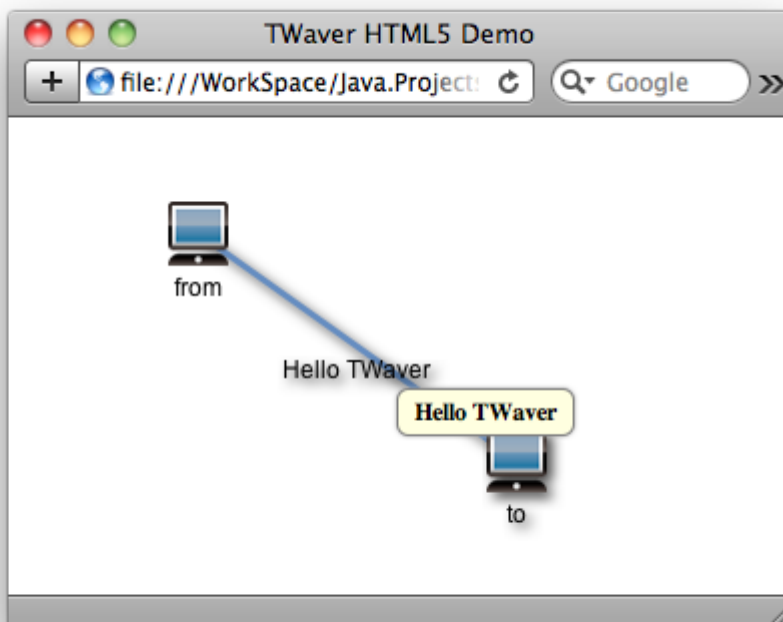 TWaver HTML5 Demo
file:///WorkSpace/Java.Project
Google
from
Hello TWaver
Hello TWaver
to